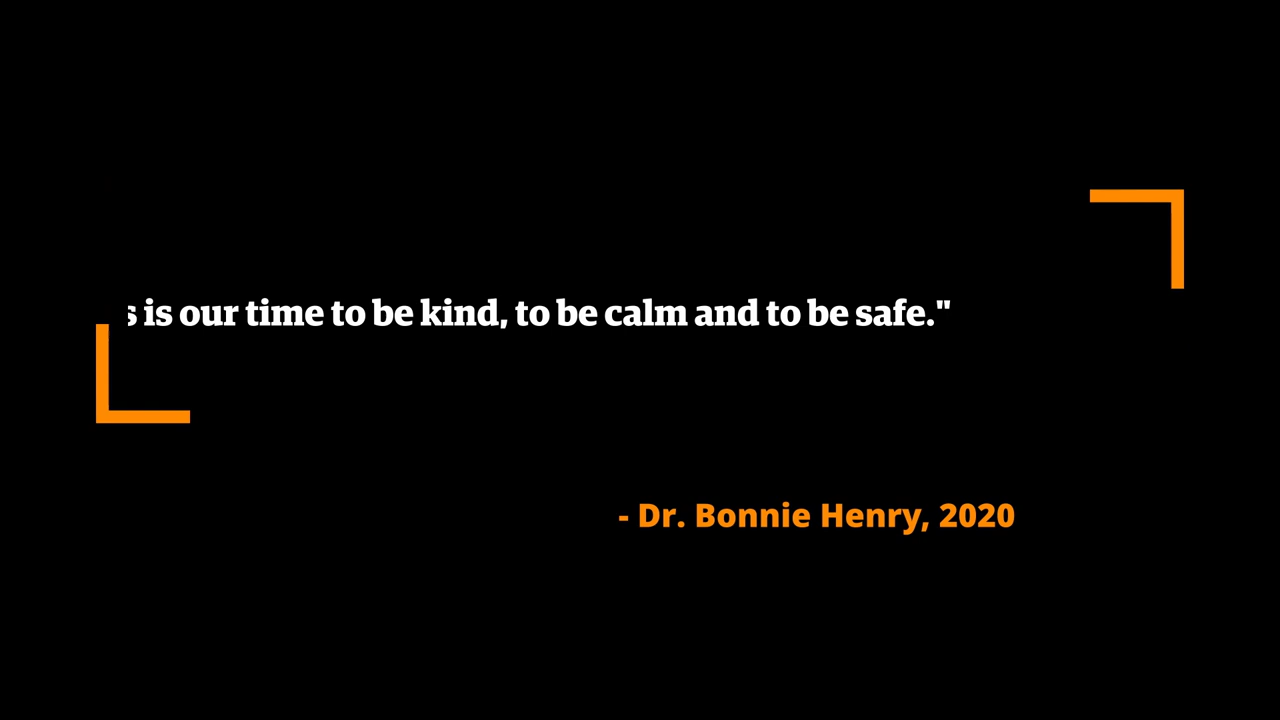 s is our time to be kind, to be calm and to be safe."
- Dr. Bonnie Henry, 2020